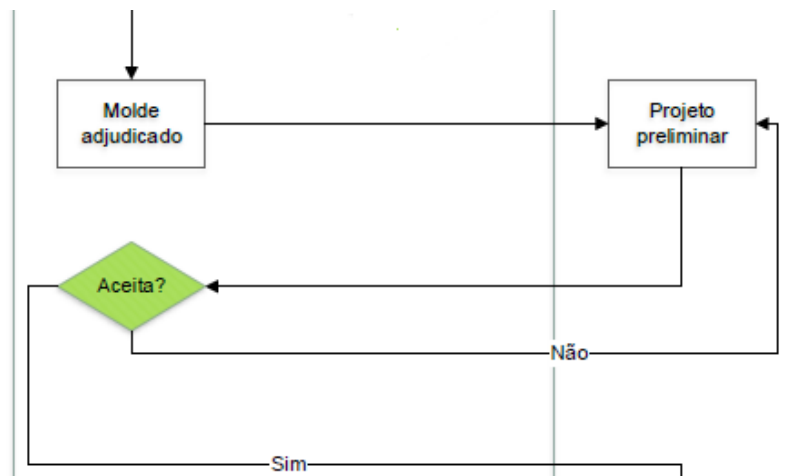 Molde
adjudicado
Projeto
preliminar
Aceita?
Não
Sim